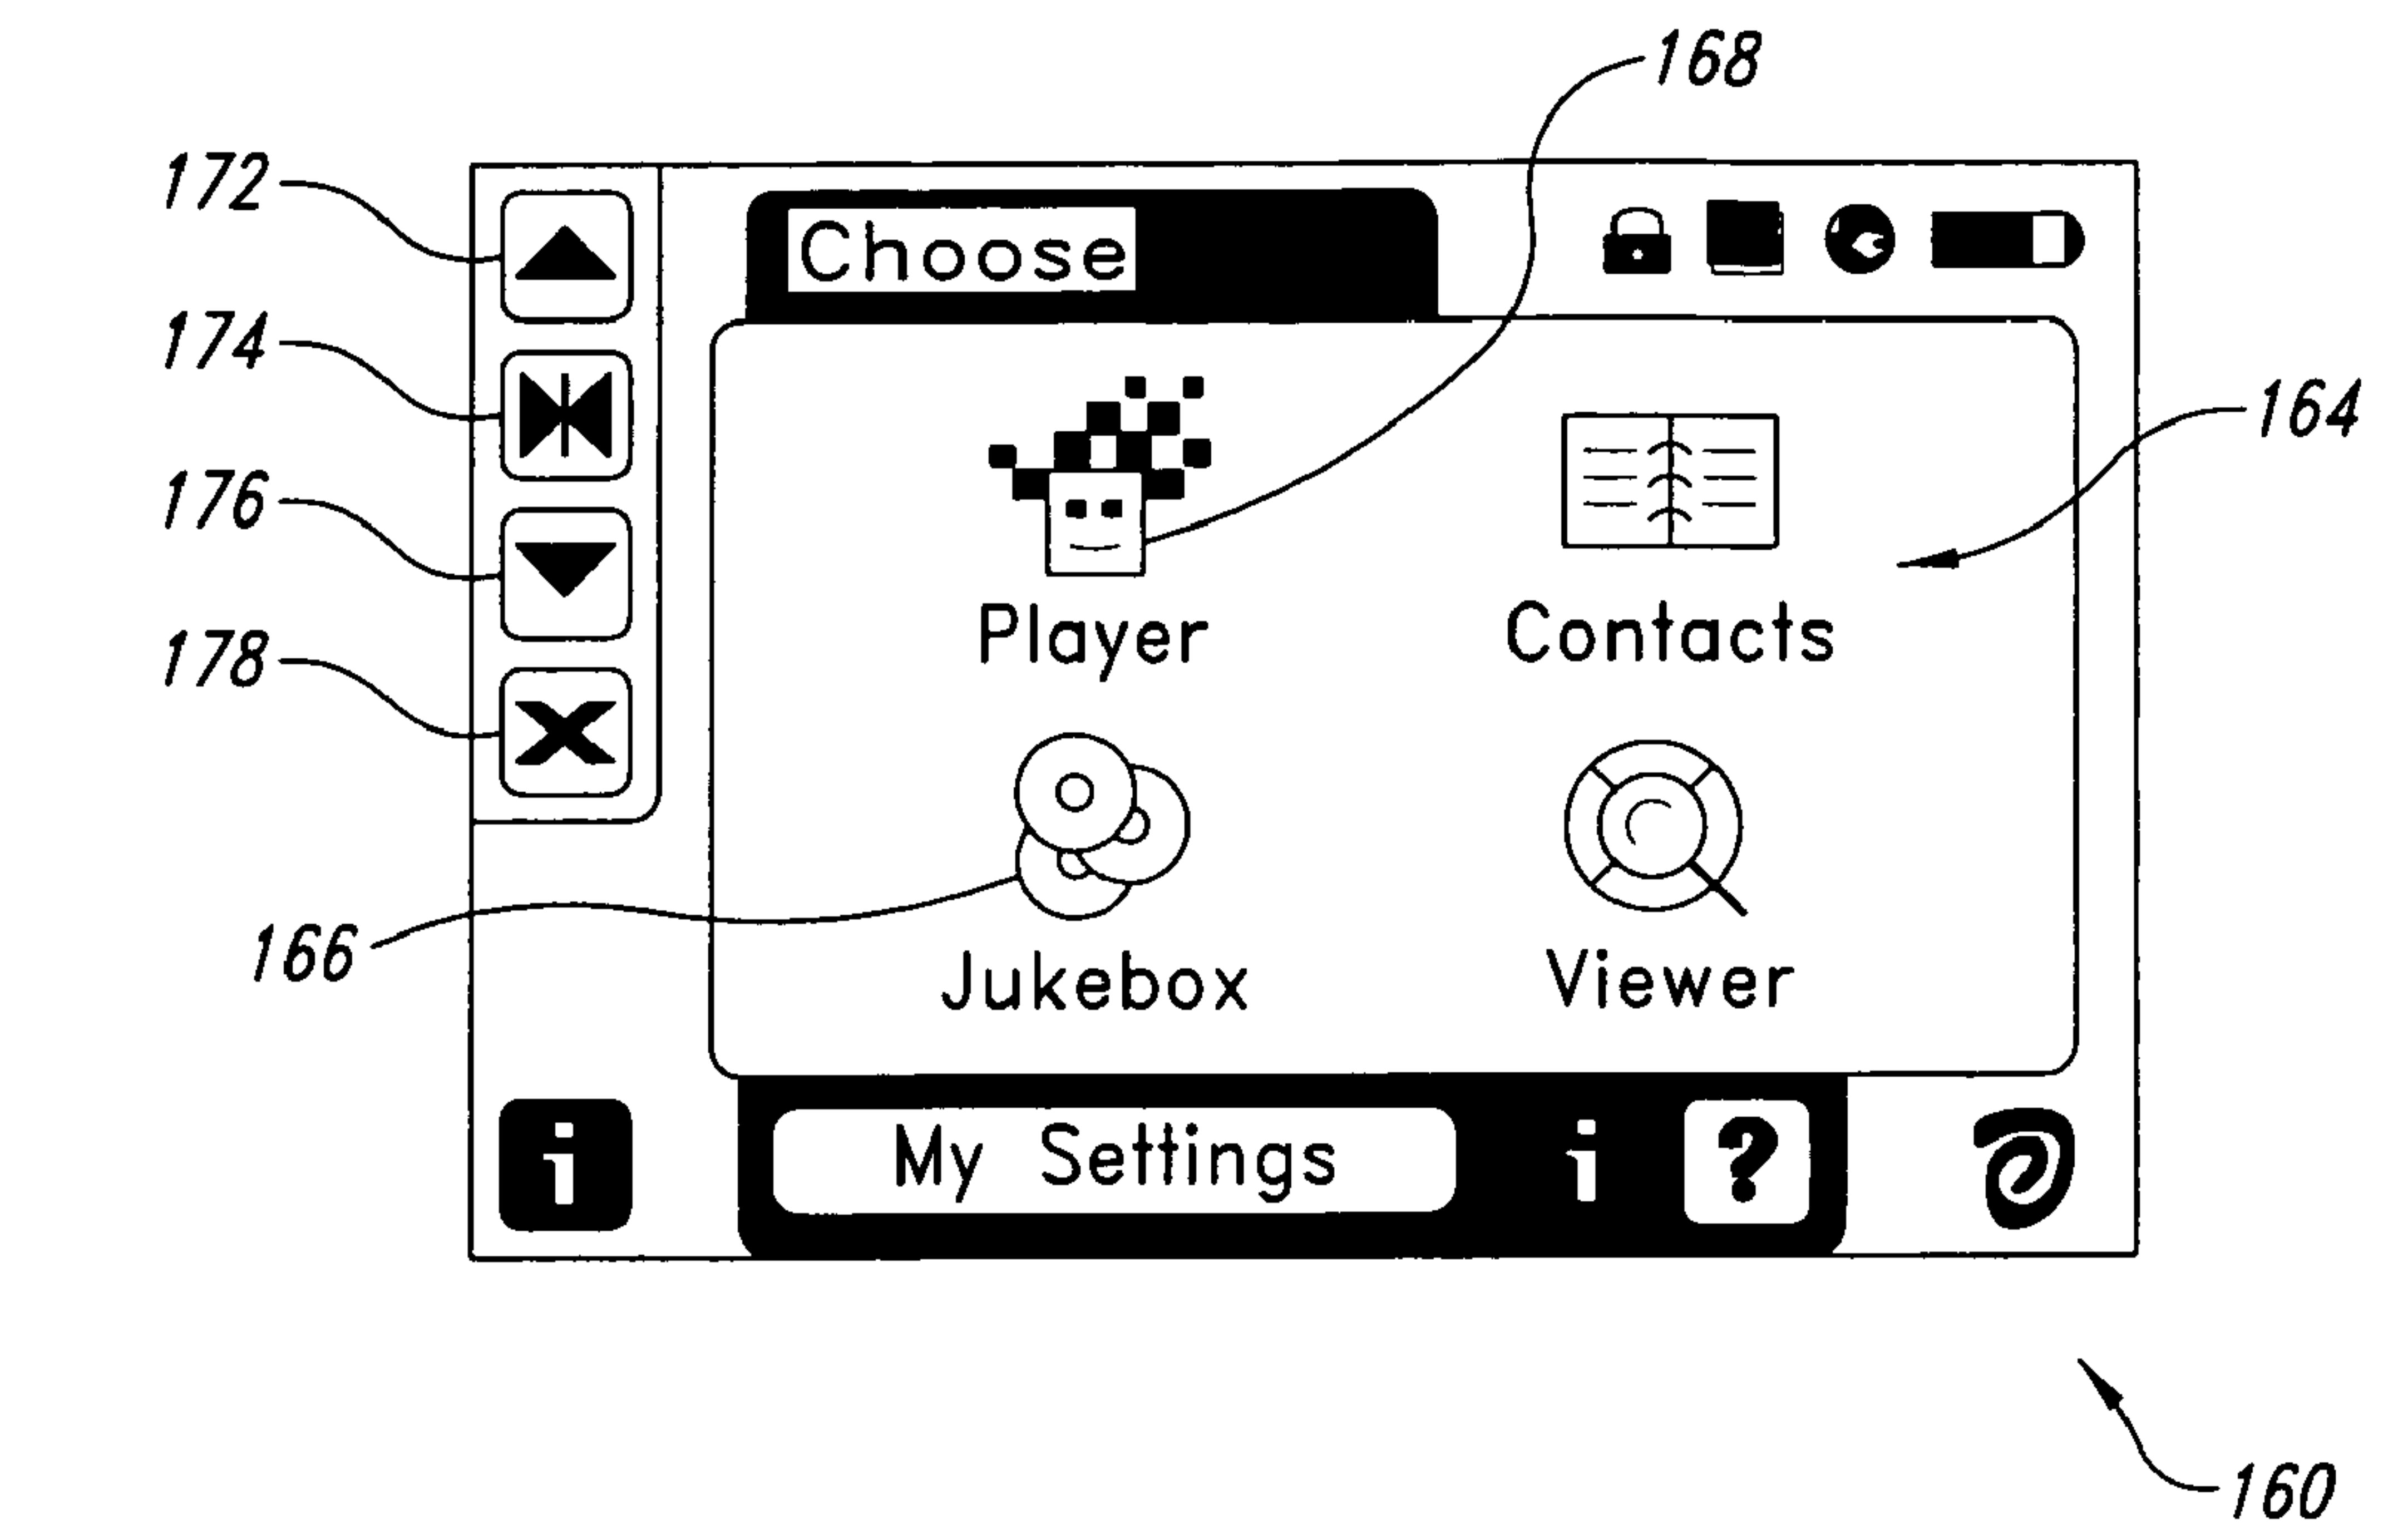 168
172
Choose
174
164
176
Player
Contacts
178
166
Jukebox
Viewer
i
My Settings
i
?
160